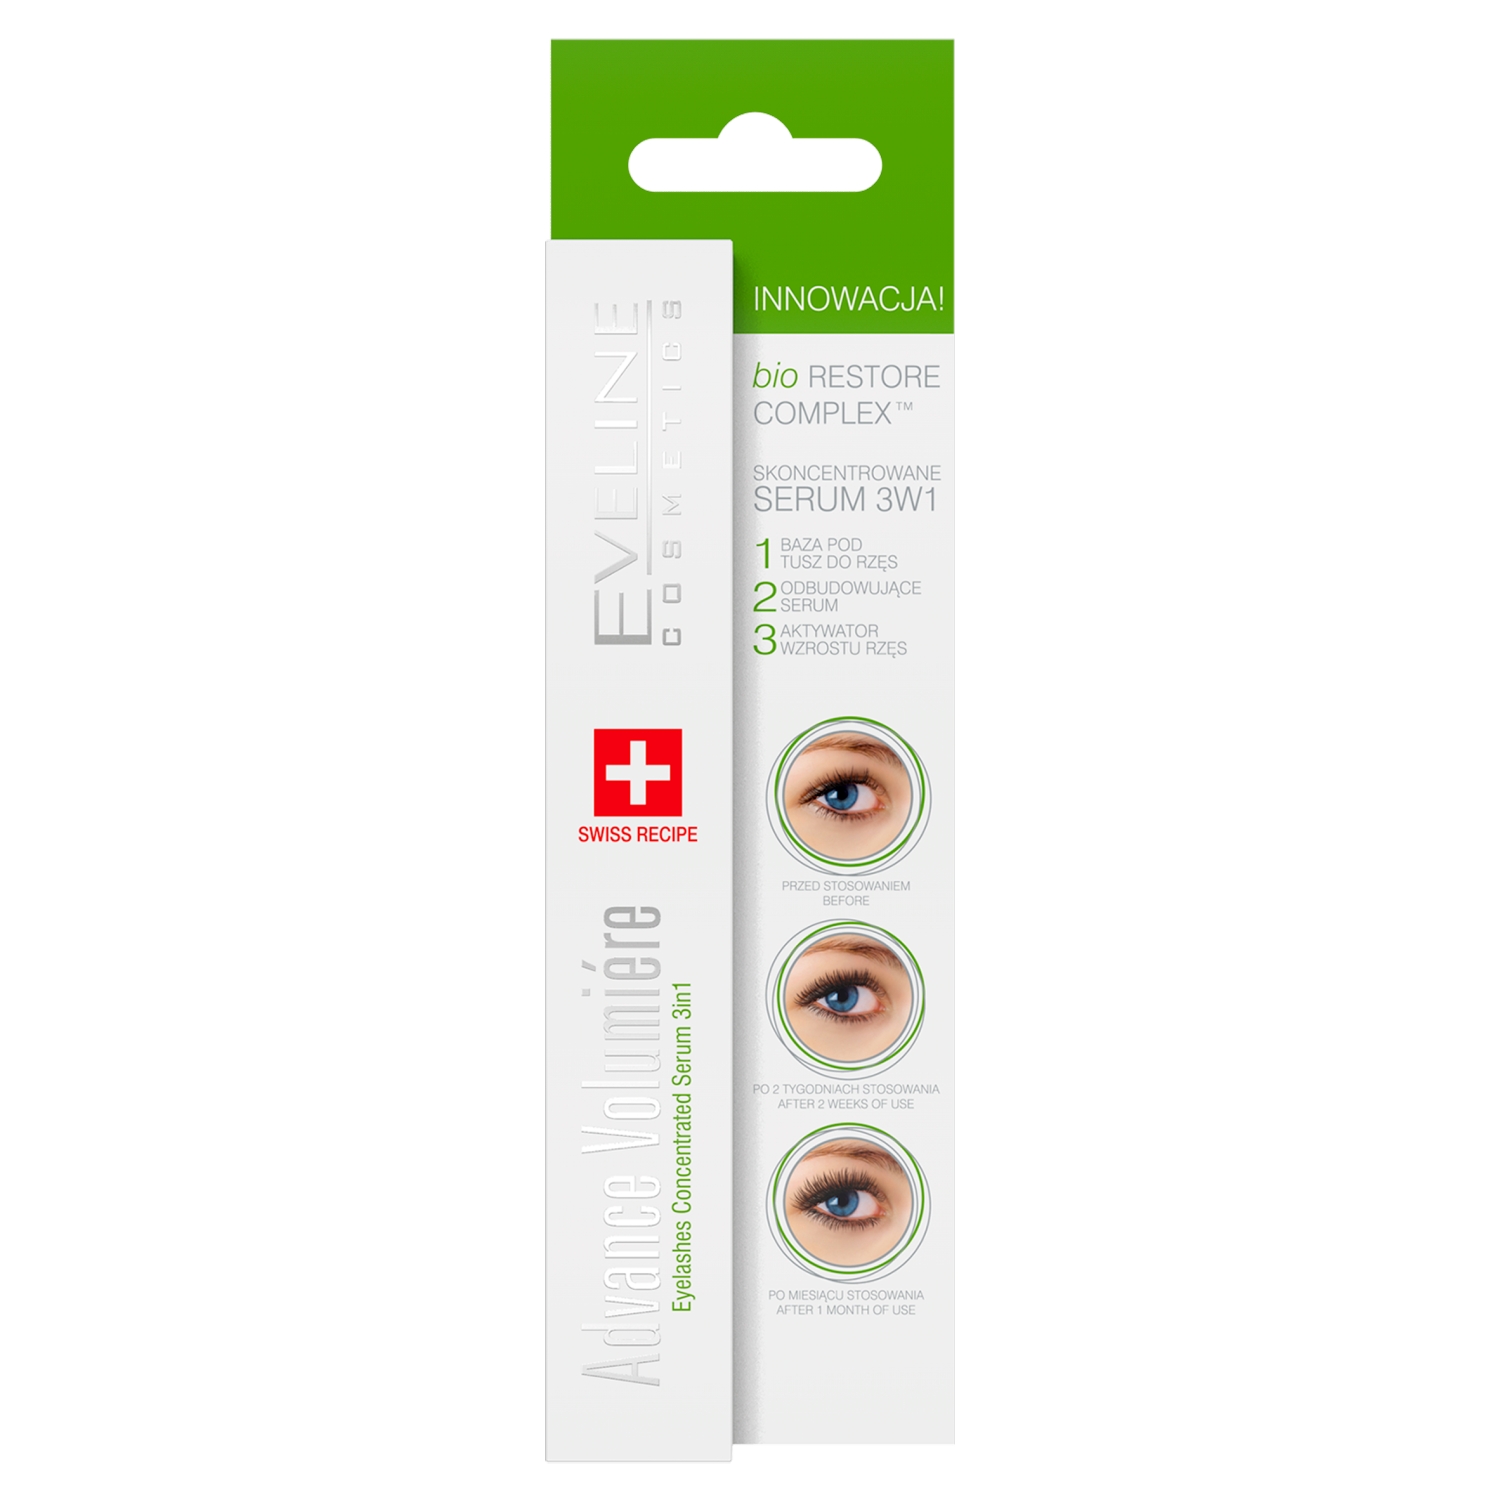 INNOWACJA!
EVELINE
COSMETICS
SWISS RECIPE
Advance Volumiére
Eyelashes Concentrated Serum 3in1
bio RESTORE
COMPLEX™
SKONCENTROWANE
SERUM 3W1
1 BAZA POD
TUSZ DO RZĘS
2 ODBUDOWUJĄCE
SERUM
3 AKTYWATOR
WZROSTU RZĘS
PRZED STOSOWANIEM
BEFORE
PO 2 TYGODNIACH STOSOWANIA
AFTER 2 WEEKS OF USE
PO MIESIĄCU STOSOWANIA
AFTER 1 MONTH OF USE